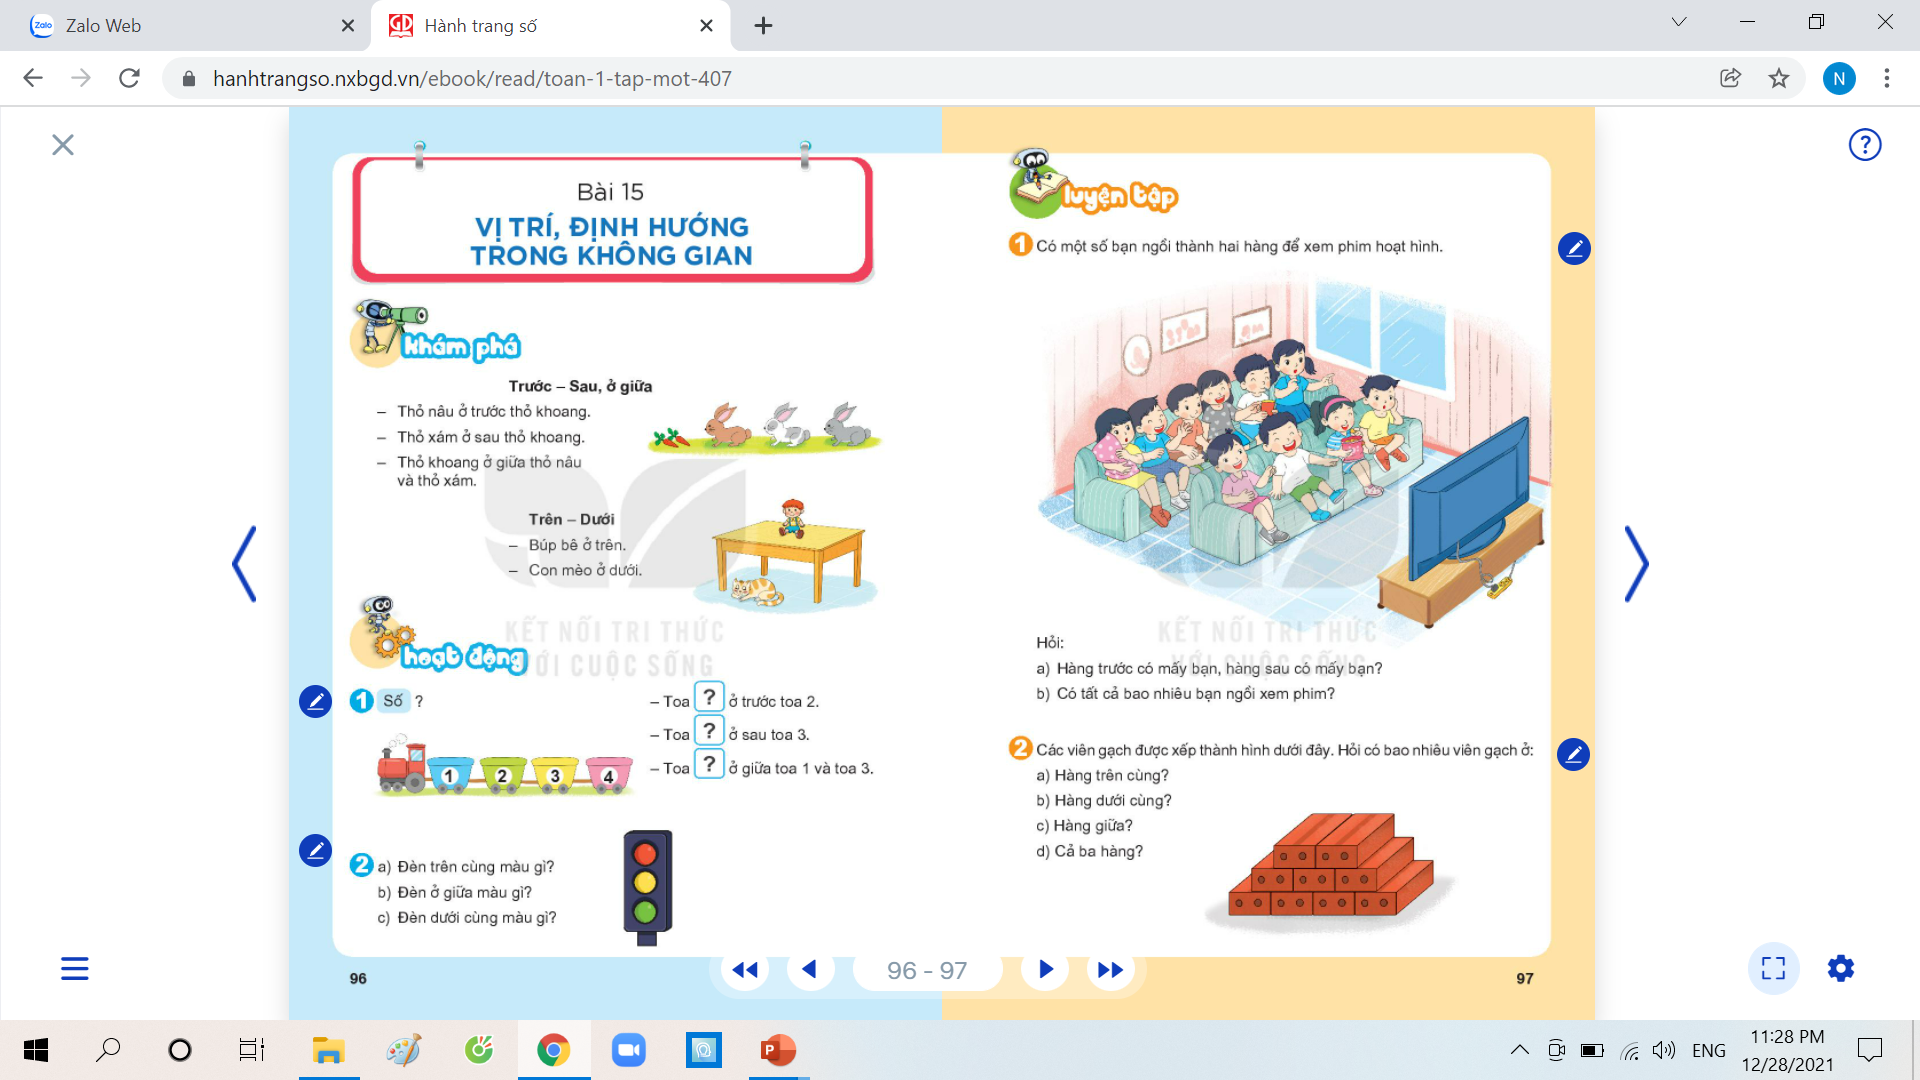 Zalo Web
Hành trang số
hanhtrangso.nxbgd.vn/ebook/read/toan-1-tap-mot-407
N
Bài 15
VỊ TRÍ, ĐỊNH HƯỚNG
TRONG KHÔNG GIAN
khám phá
Trước – Sau, ở giữa
– Thỏ nâu ở trước thỏ khoang.
– Thỏ xám ở sau thỏ khoang.
– Thỏ khoang ở giữa thỏ nâu
và thỏ xám.
Trên – Dưới
– Búp bê ở trên.
– Con mèo ở dưới.
KẾT NỐI TRI THỨC
VỚI CUỘC SỐNG
hoạt động
1 Số ?
1 2 3 4
– Toa ? ở trước toa 2.
– Toa ? ở sau toa 3.
– Toa ? ở giữa toa 1 và toa 3.
2 a) Đèn trên cùng màu gì?
b) Đèn ở giữa màu gì?
c) Đèn dưới cùng màu gì?
96
luyện tập
1 Có một số bạn ngồi thành hai hàng để xem phim hoạt hình.
KẾT NỐI TRI THỨC
VỚI CUỘC SỐNG
Hỏi:
a) Hàng trước có mấy bạn, hàng sau có mấy bạn?
b) Có tất cả bao nhiêu bạn ngồi xem phim?
2 Các viên gạch được xếp thành hình dưới đây. Hỏi có bao nhiêu viên gạch ở:
a) Hàng trên cùng?
b) Hàng dưới cùng?
c) Hàng giữa?
d) Cả ba hàng?
97
96 - 97
ENG
11:28 PM
12/28/2021